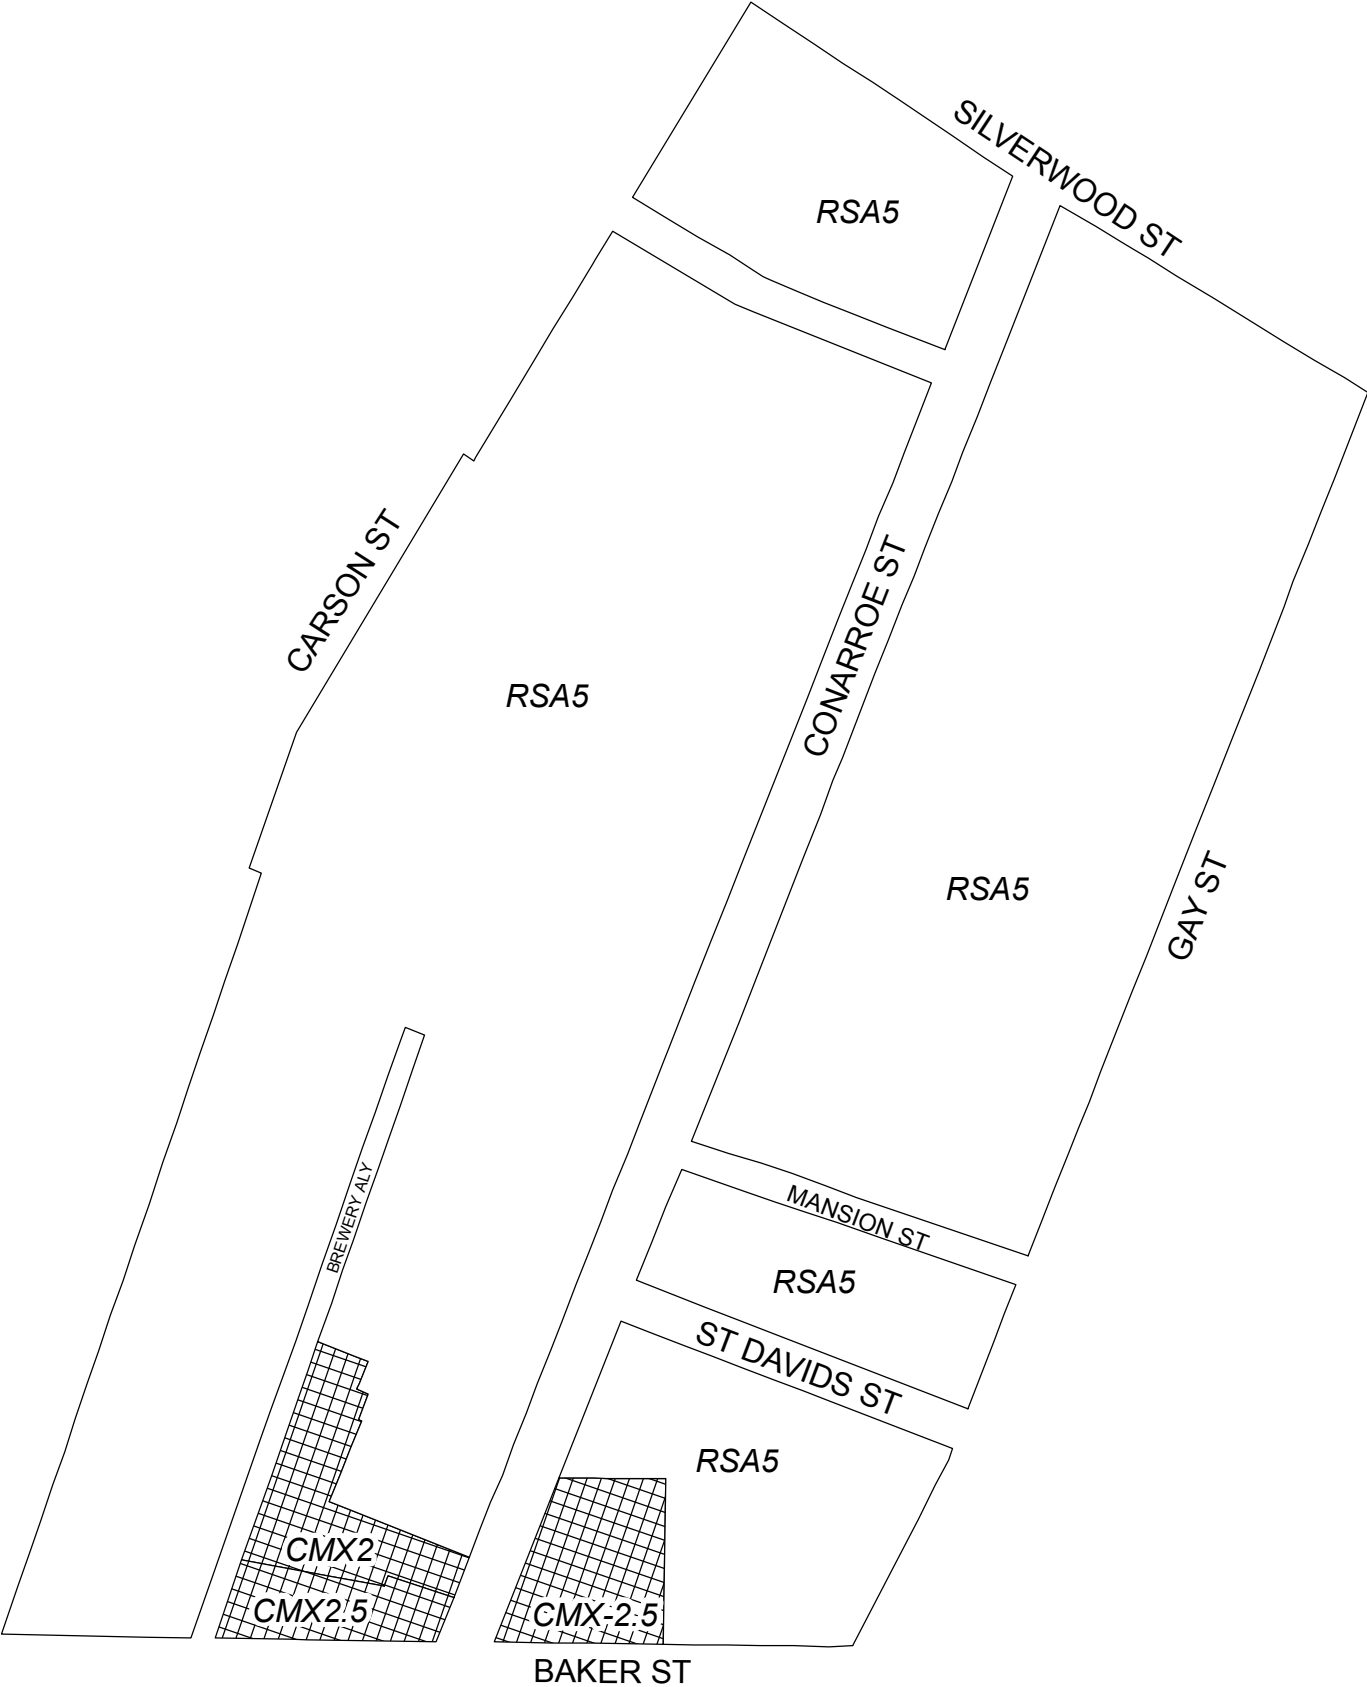 SILVERWOOD ST
RSA5
CARSON ST
CONARROE ST
RSA5
RSA5
GAY ST
BREWERY ALY
MANSION ST
RSA5
ST DAVIDS ST
RSA5
CMX2
CMX2.5
CMX-2.5
BAKER ST